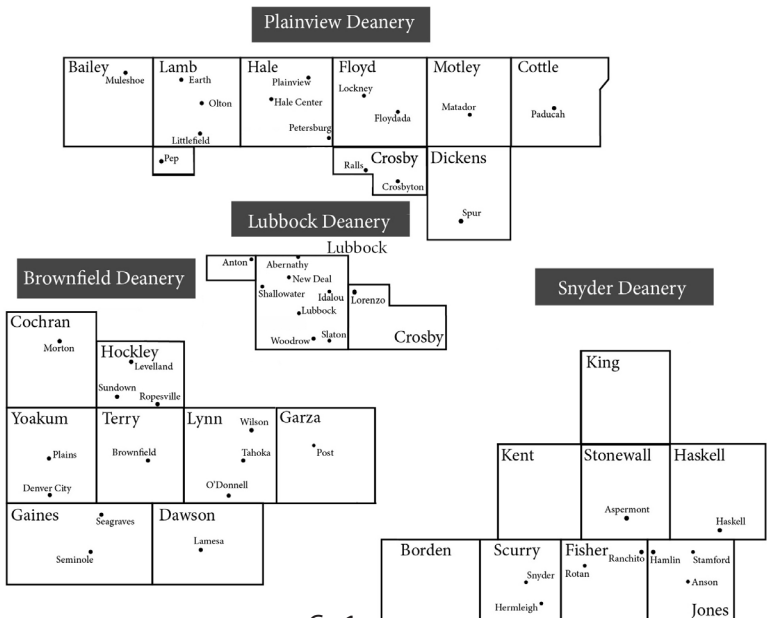 Plainview Deanery
Bailey Lamb Hale Floyd Motley Cottle
Muleshoe
Earth
Plainview
Lockney
Olton
Hale Center
Matador
Floydada
Paducah
Petersburg
Littlefield
Pep
Ralls
Crosby
Dickens
Crosbyton
Spur
Lubbock Deanery
Lubbock
Anton
Abernathy
New Deal
Shallowater
Idalou
Lorenzo
Lubbock
Woodrow
Slaton
Crosby
Brownfield Deanery
Cochran
Morton
Hockley
Levelland
Sundown
Ropesville
Yoakum Terry Lynn Garza
Wilson
Plains
Brownfield
Tahoka
Post
Denver City
O'Donnell
Gaines
Seagraves
Dawson
Seminole
Lamesa
Snyder Deanery
King
Kent Stonewall Haskell
Aspermont
Haskell
Borden Scurry Fisher
Ranchito
Hamlin
Stamford
Rotan
Snyder
Anson
Hermleigh
Jones